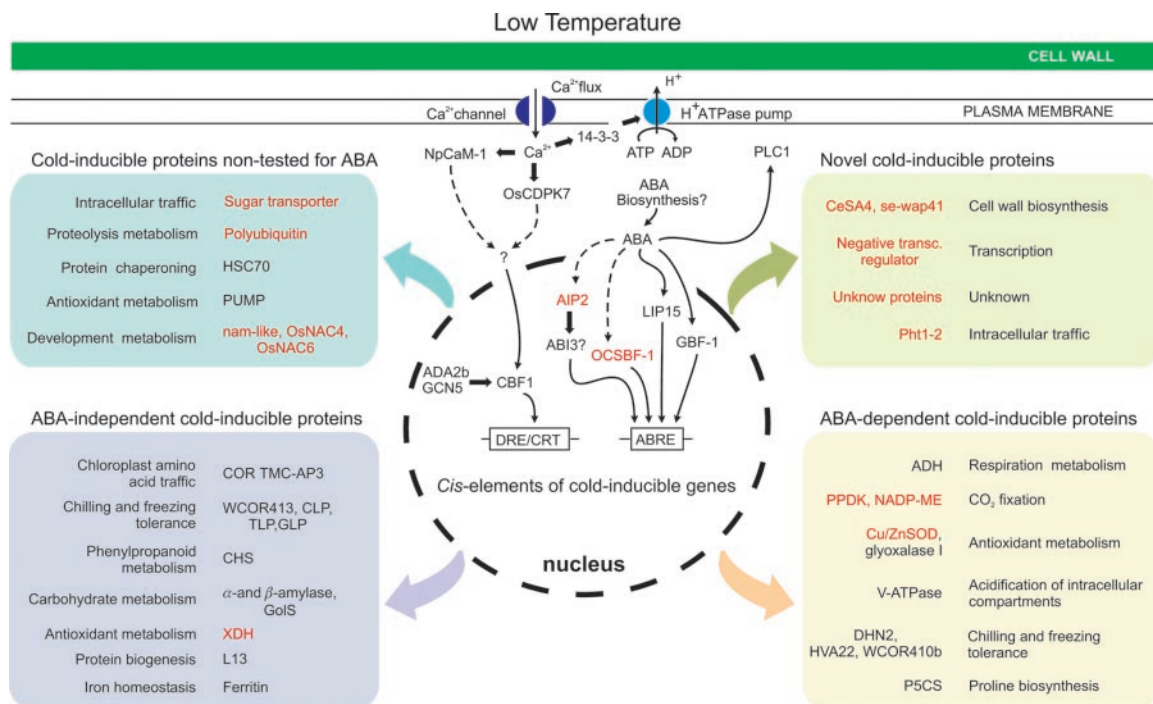 Low Temperature
CELL WALL
Ca²⁺flux
H⁺
Ca²⁺channel
H⁺ATPase pump
PLASMA MEMBRANE
14-3-3
NpCaM-1
Ca²⁺
ATP
ADP
PLC1
OsCDPK7
ABA
Biosynthesis?
ABA
?
AIP2
LIP15
ABI3?
OCSBF-1
GBF-1
ADA2b
GCN5
CBF1
DRE/CRT
ABRE
Cis-elements of cold-inducible genes
nucleus
Cold-inducible proteins non-tested for ABA
Intracellular traffic Sugar transporter
Proteolysis metabolism Polyubiquitin
Protein chaperoning HSC70
Antioxidant metabolism PUMP
Development metabolism nam-like, OsNAC4,
OsNAC6
Novel cold-inducible proteins
CeSA4, se-wap41 Cell wall biosynthesis
Negative transc.
regulator Transcription
Unknow proteins Unknown
Pht1-2 Intracellular traffic
ABA-independent cold-inducible proteins
Chloroplast amino
acid traffic COR TMC-AP3
Chilling and freezing WCOR413, CLP,
tolerance TLP,GLP
Phenylpropanoid
metabolism CHS
Carbohydrate metabolism α-and β-amylase,
GolS
Antioxidant metabolism XDH
Protein biogenesis L13
Iron homeostasis Ferritin
ABA-dependent cold-inducible proteins
ADH Respiration metabolism
PPDK, NADP-ME CO₂ fixation
Cu/ZnSOD,
glyoxalase I Antioxidant metabolism
V-ATPase Acidification of intracellular
compartments
DHN2, Chilling and freezing
HVA22, WCOR410b tolerance
P5CS Proline biosynthesis